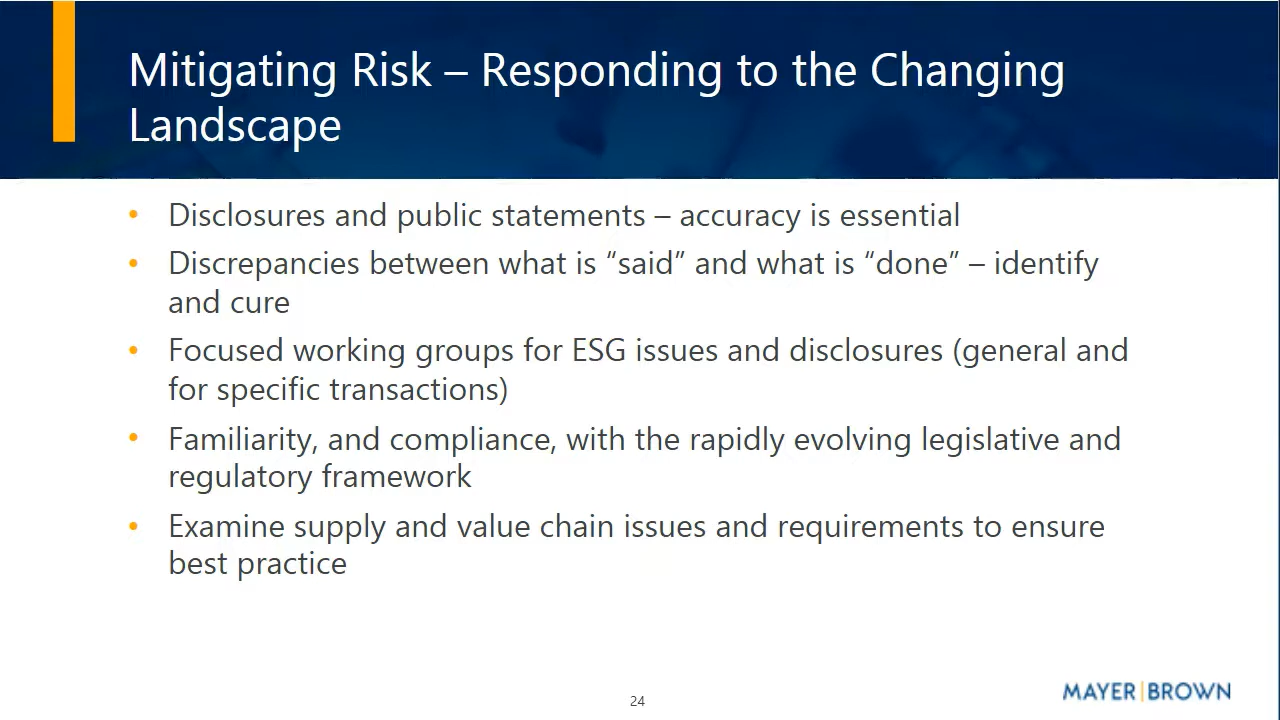 Mitigating Risk – Responding to the Changing
Landscape
• Disclosures and public statements – accuracy is essential
• Discrepancies between what is “said” and what is “done” – identify
and cure
• Focused working groups for ESG issues and disclosures (general and
for specific transactions)
• Familiarity, and compliance, with the rapidly evolving legislative and
regulatory framework
• Examine supply and value chain issues and requirements to ensure
best practice
24
MAYER|BROWN